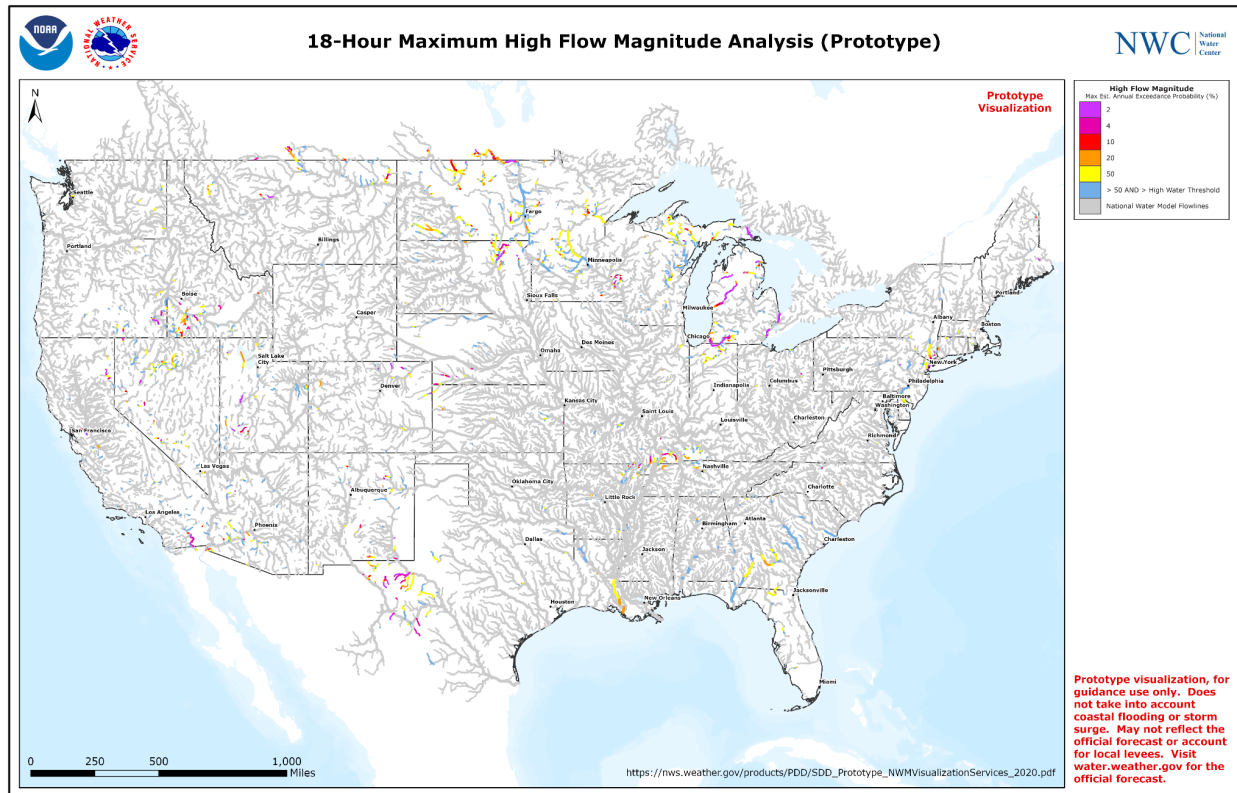 NOAA
NATIONAL WEATHER SERVICE
18-Hour Maximum High Flow Magnitude Analysis (Prototype)
NWC National
Water
Center
N
Prototype
Visualization
High Flow Magnitude
Max Est. Annual Exceedance Probability (%)
2
4
10
20
50
> 50 AND > High Water Threshold
National Water Model Flowlines
Seattle
Portland
Billings
Fargo
Minneapolis
Boise
Casper
Sioux Falls
Milwaukee
Chicago
Albany
Portland
Boston
Salt Lake
City
Omaha
Des Moines
New York
Denver
Indianapolis
Columbus
Pittsburgh
Philadelphia
Baltimore
Washington
Kansas City
Saint Louis
Louisville
Charleston
Richmond
San Francisco
Las Vegas
Nashville
Albuquerque
Oklahoma City
Little Rock
Charlotte
Los Angeles
Phoenix
Dallas
Birmingham
Atlanta
Charleston
Jackson
Jacksonville
Houston
New Orleans
Miami
0 250 500 1,000
Miles
https://nws.weather.gov/products/PDD/SDD_Prototype_NWMVisualizationServices_2020.pdf
Prototype visualization, for
guidance use only. Does
not take into account
coastal flooding or storm
surge. May not reflect the
official forecast or account
for local levees. Visit
water.weather.gov for the
official forecast.